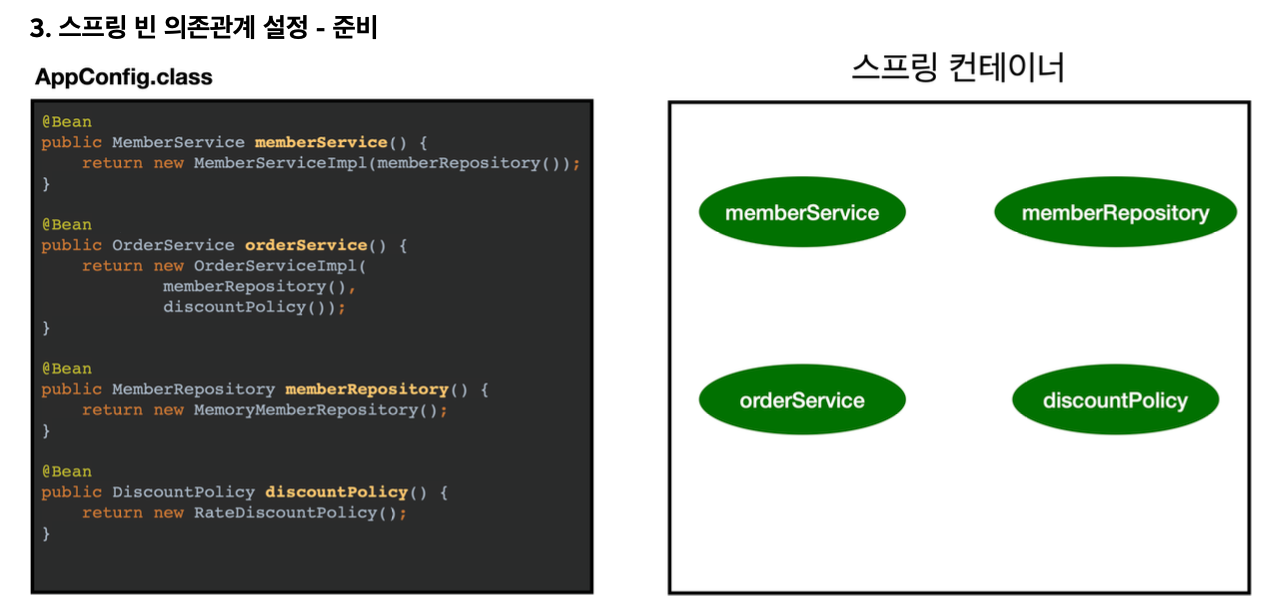 3. 스프링 빈 의존관계 설정 - 준비
AppConfig.class
@Bean
public MemberService memberService() {
    return new MemberServiceImpl(memberRepository());
}
@Bean
public OrderService orderService() {
    return new OrderServiceImpl(
            memberRepository(),
            discountPolicy());
}
@Bean
public MemberRepository memberRepository() {
    return new MemoryMemberRepository();
}
@Bean
public DiscountPolicy discountPolicy() {
    return new RateDiscountPolicy();
}
스프링 컨테이너
memberService
memberRepository
orderService
discountPolicy